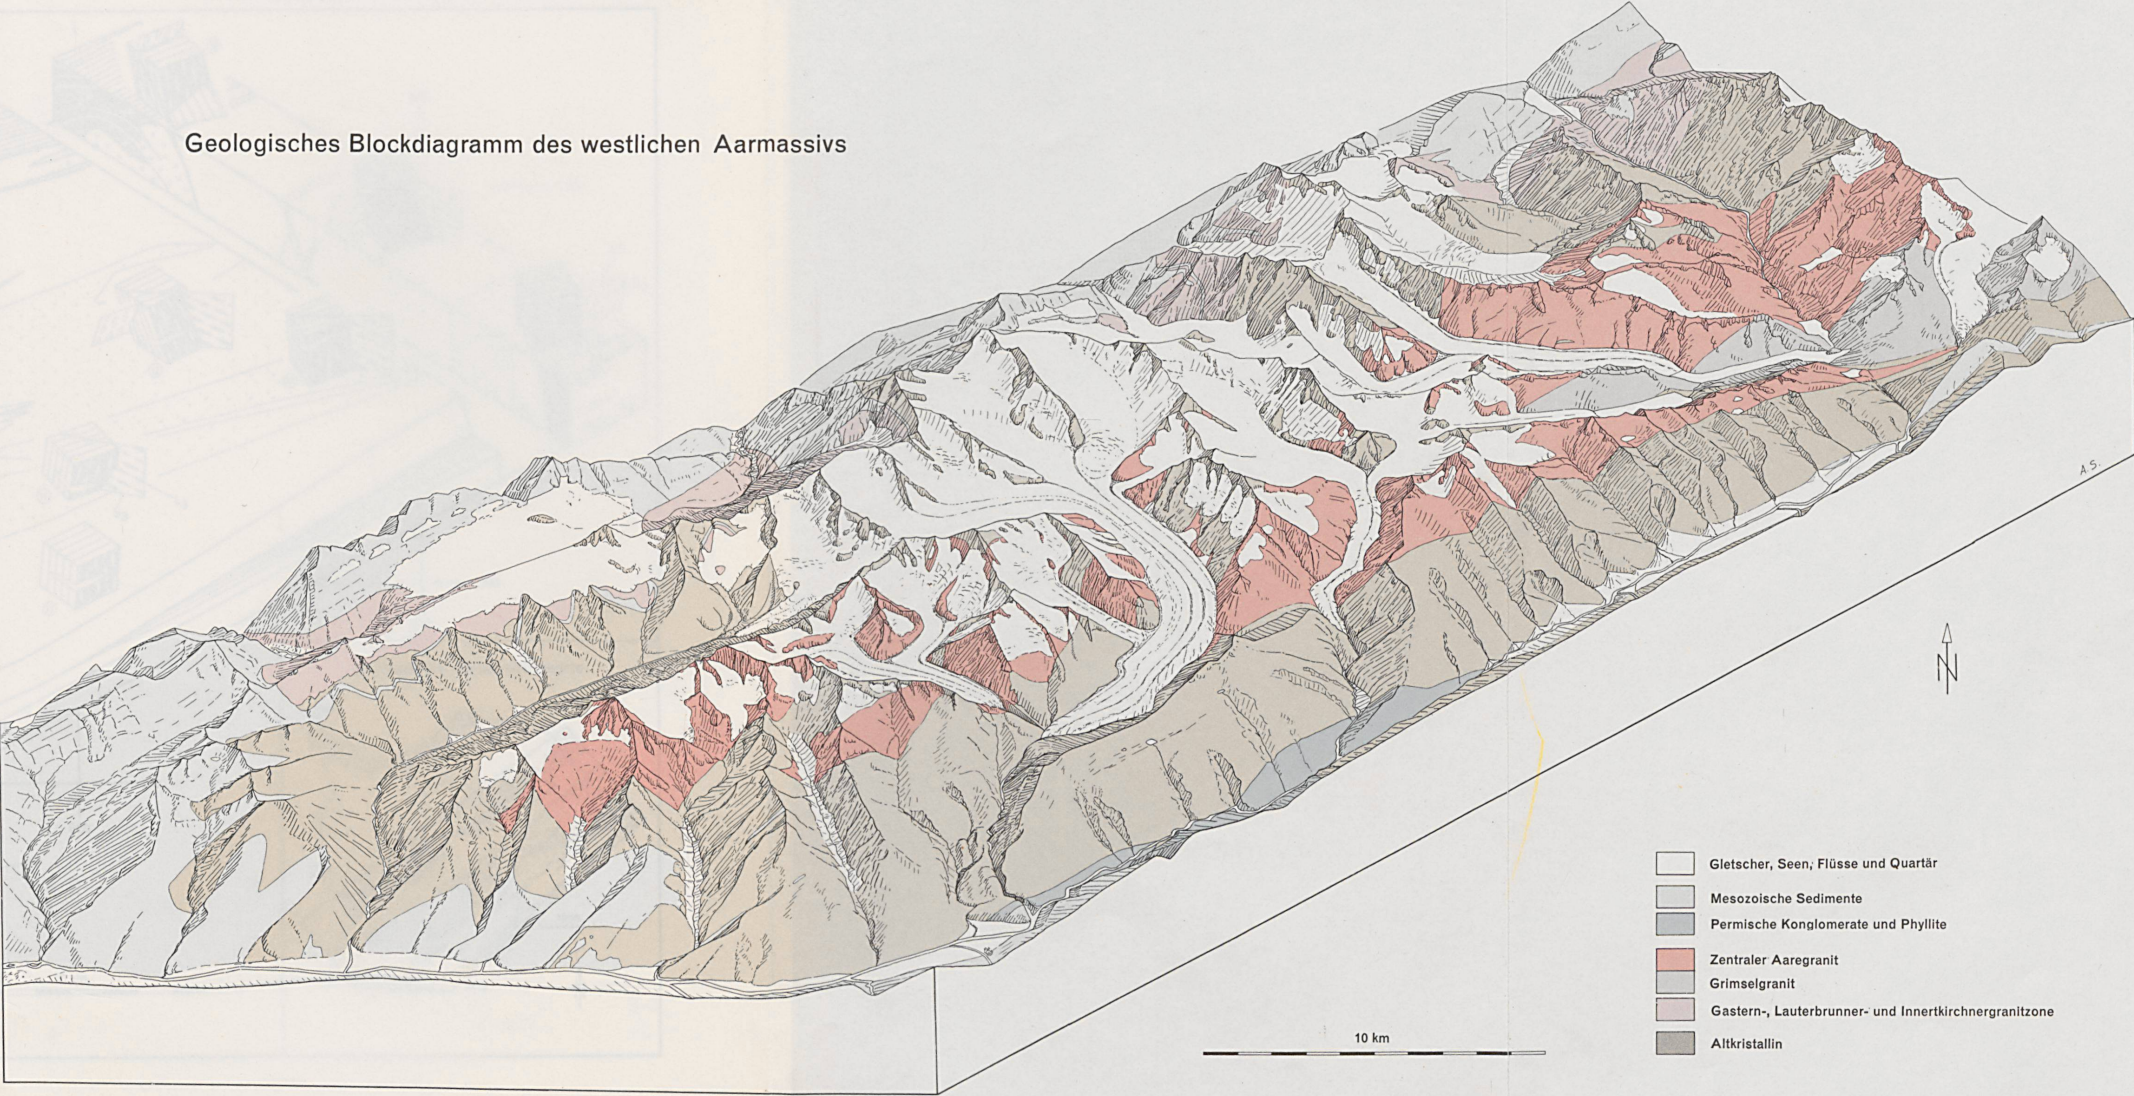 Geologisches Blockdiagramm des westlichen Aarmassivs
A.S.
N
Gletscher, Seen, Flüsse und Quartär
Mesozoische Sedimente
Permische Konglomerate und Phyllite
Zentraler Aaregranit
Grimselgranit
Gastern-, Lauterbrunner- und Innertkirchnergranitzone
Altkristallin
10 km